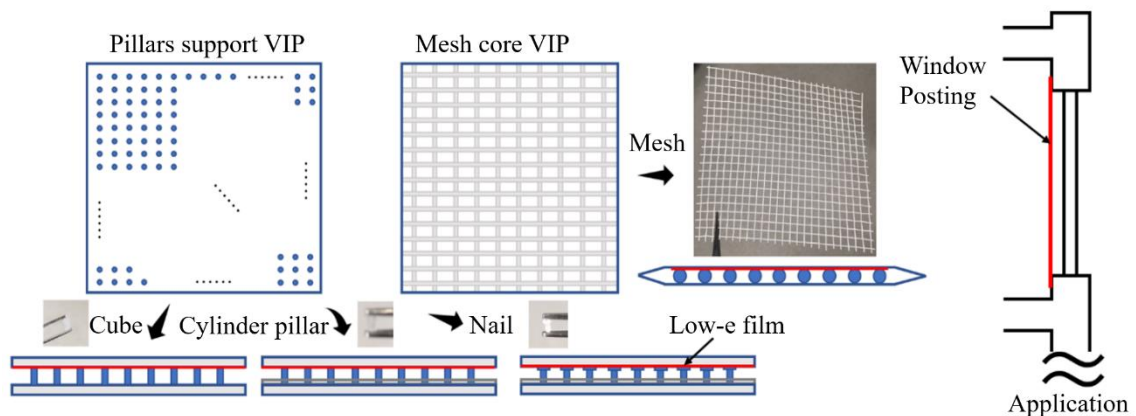 Pillars support VIP
Mesh core VIP
Window
Posting
Mesh
Cube
Cylinder pillar
Nail
Low-e film
Application